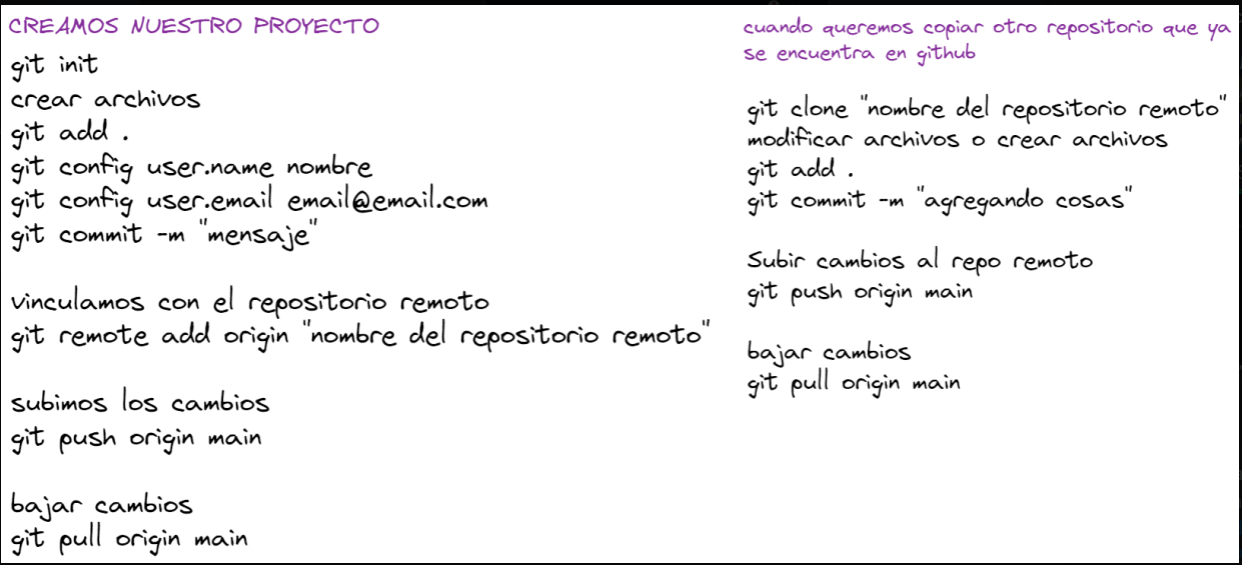 CREAMOS NUESTRO PROYECTO
git init
crear archivos
git add .
git config user.name nombre
git config user.email email@email.com
git commit -m "mensaje"
vinculamos con el repositorio remoto
git remote add origin "nombre del repositorio remoto"
subimos los cambios
git push origin main
bajar cambios
git pull origin main
cuando queremos copiar otro repositorio que ya
se encuentra en github
git clone "nombre del repositorio remoto"
modificar archivos o crear archivos
git add .
git commit -m "agregando cosas"
Subir cambios al repo remoto
git push origin main
bajar cambios
git pull origin main